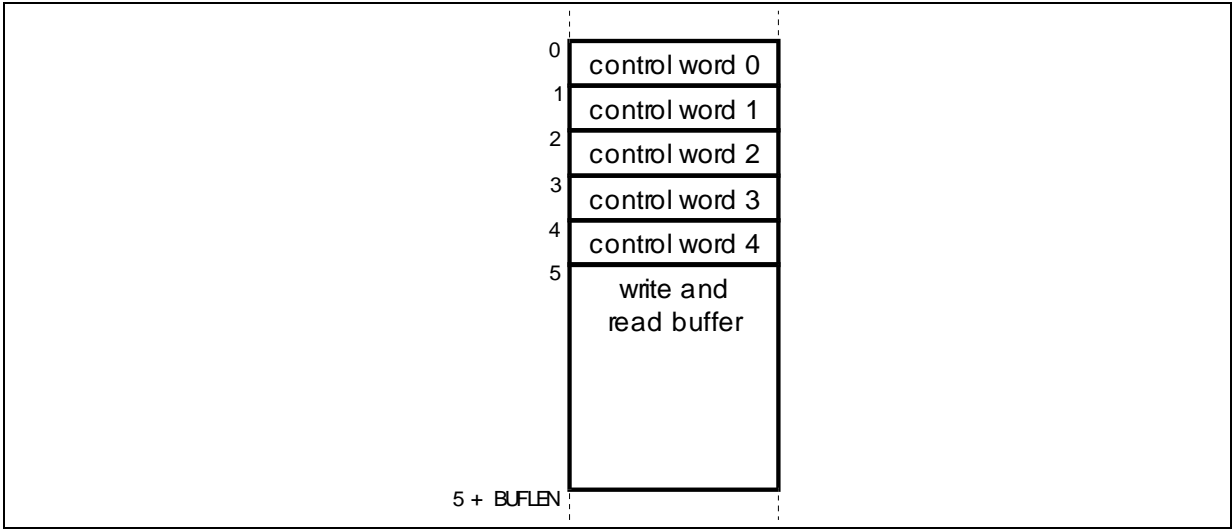 0
control word 0
1
control word 1
2
control word 2
3
control word 3
4
control word 4
5
write and
read buffer
5 + BUFLEN